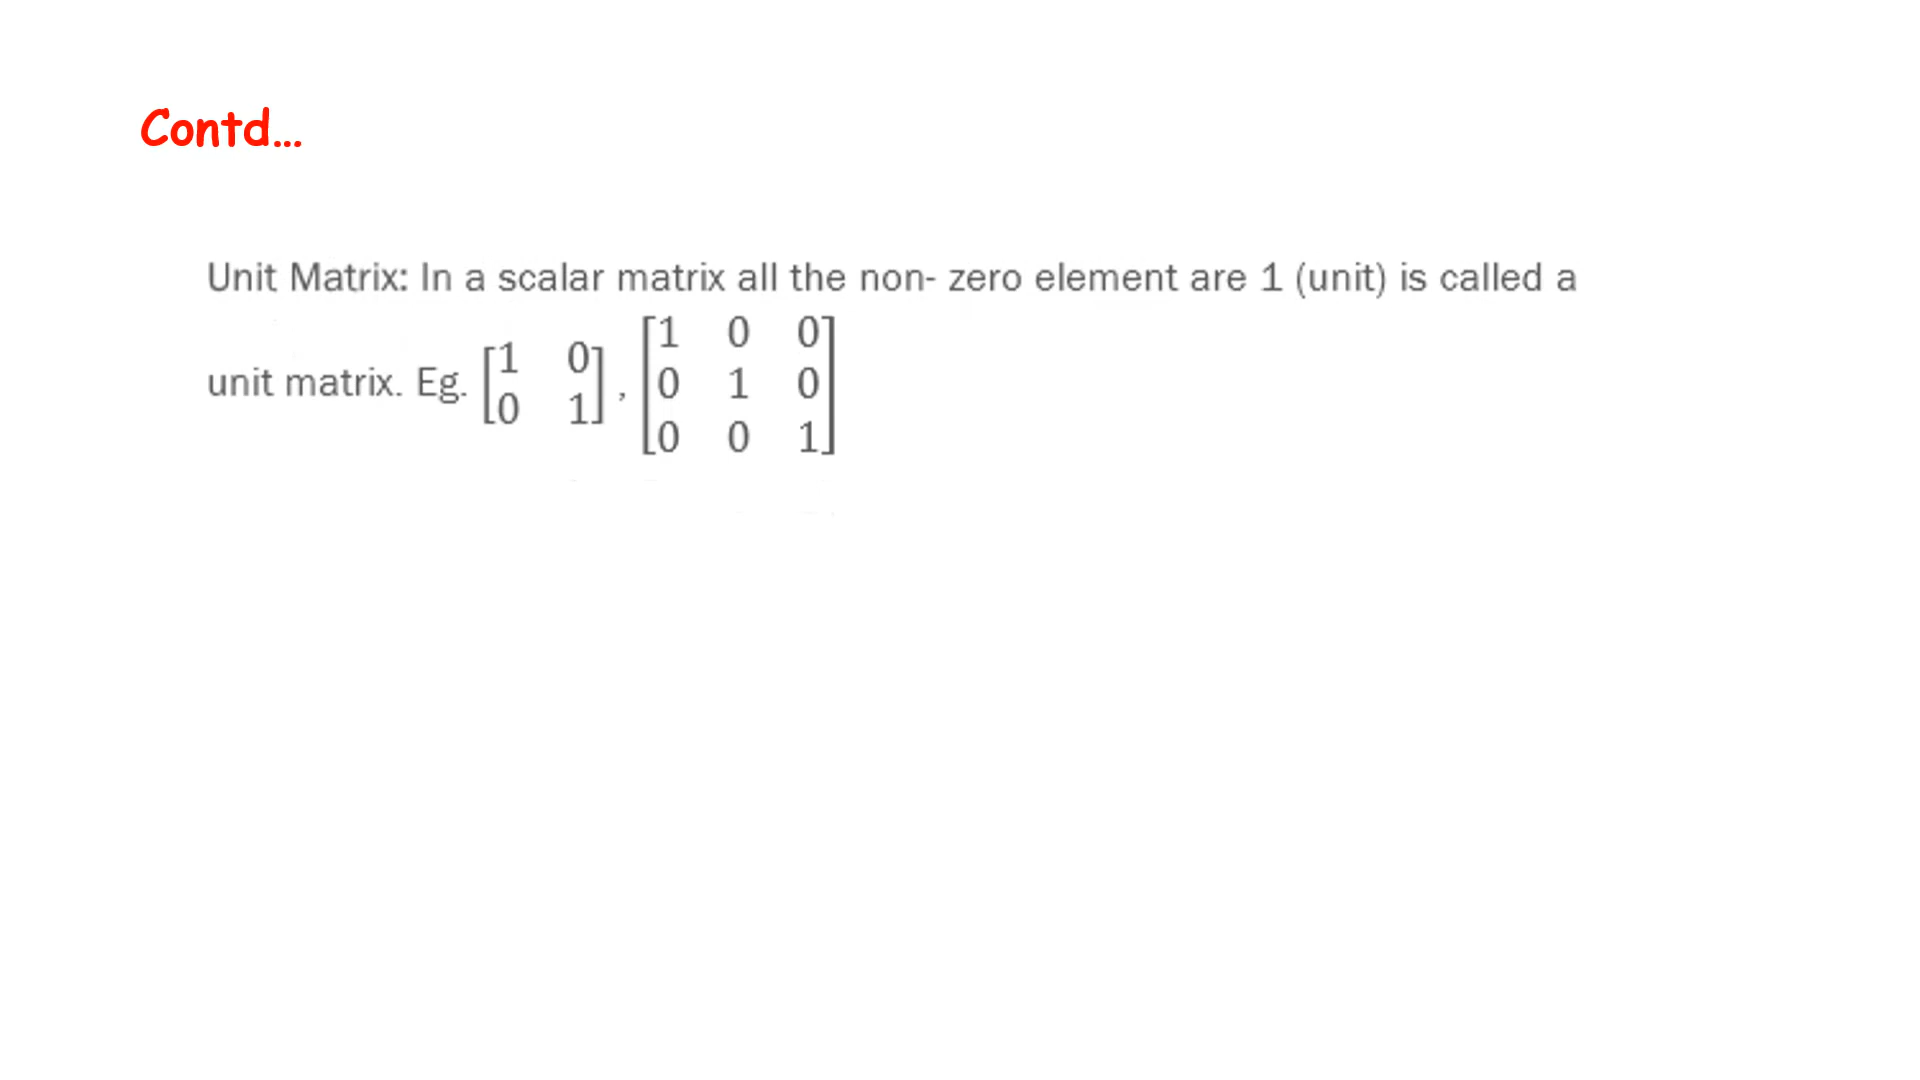 Contd...
Unit Matrix: In a scalar matrix all the non- zero element are 1 (unit) is called a
unit matrix. Eg. [1 0
0 1], [1 0 0
0 1 0
0 0 1]